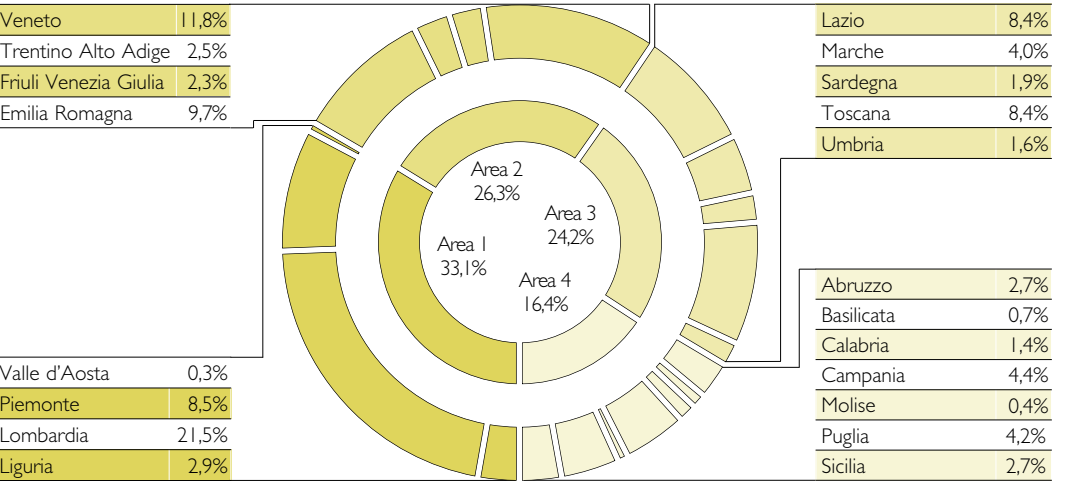 Veneto 11,8%
Trentino Alto Adige 2,5%
Friuli Venezia Giulia 2,3%
Emilia Romagna 9,7%
Valle d'Aosta 0,3%
Piemonte 8,5%
Lombardia 21,5%
Liguria 2,9%
Area 2
26,3%
Area 3
24,2%
Area 1
33,1%
Area 4
16,4%
Lazio 8,4%
Marche 4,0%
Sardegna 1,9%
Toscana 8,4%
Umbria 1,6%
Abruzzo 2,7%
Basilicata 0,7%
Calabria 1,4%
Campania 4,4%
Molise 0,4%
Puglia 4,2%
Sicilia 2,7%